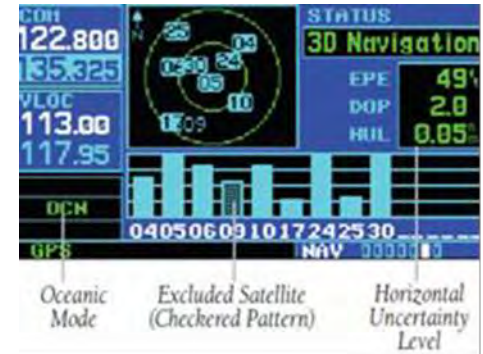 COM
122.800
135.325
VLOC
113.00
117.95
OCN
GPS
N
25
04
24
05
10
09
STATUS
3D Navigation
EPE 49
DOP 2.0
HUL 0.05
04 05 06 09 10 17 24 25 30 _ _ _
NAV
Oceanic
Mode
Excluded Satellite
(Checkered Pattern)
Horizontal
Uncertainty
Level